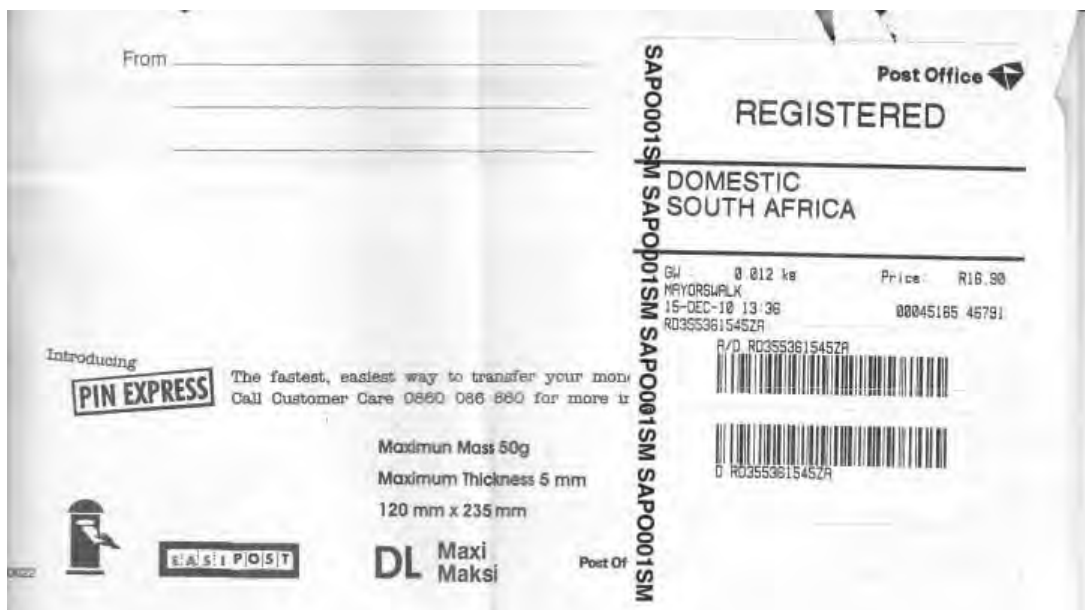 From
Post Office
REGISTERED
DOMESTIC
SOUTH AFRICA
GW 0.012 kg Price: R16.90
MAYORSWALK
15-DEC-10 13:36 00045165 46791
RD355361545ZA
A/D RD355361545ZA
D RD355361545ZA
SAPO001SM SAPO001SM SAPO001SM SAPO001SM
Introducing
PIN EXPRESS
The fastest, easiest way to transfer your mon
Call Customer Care 0860 086 860 for more in
Maximun Mass 50g
Maximum Thickness 5 mm
120 mm x 235 mm
EASIPOST
DL Maxi
Maksi
Post Of